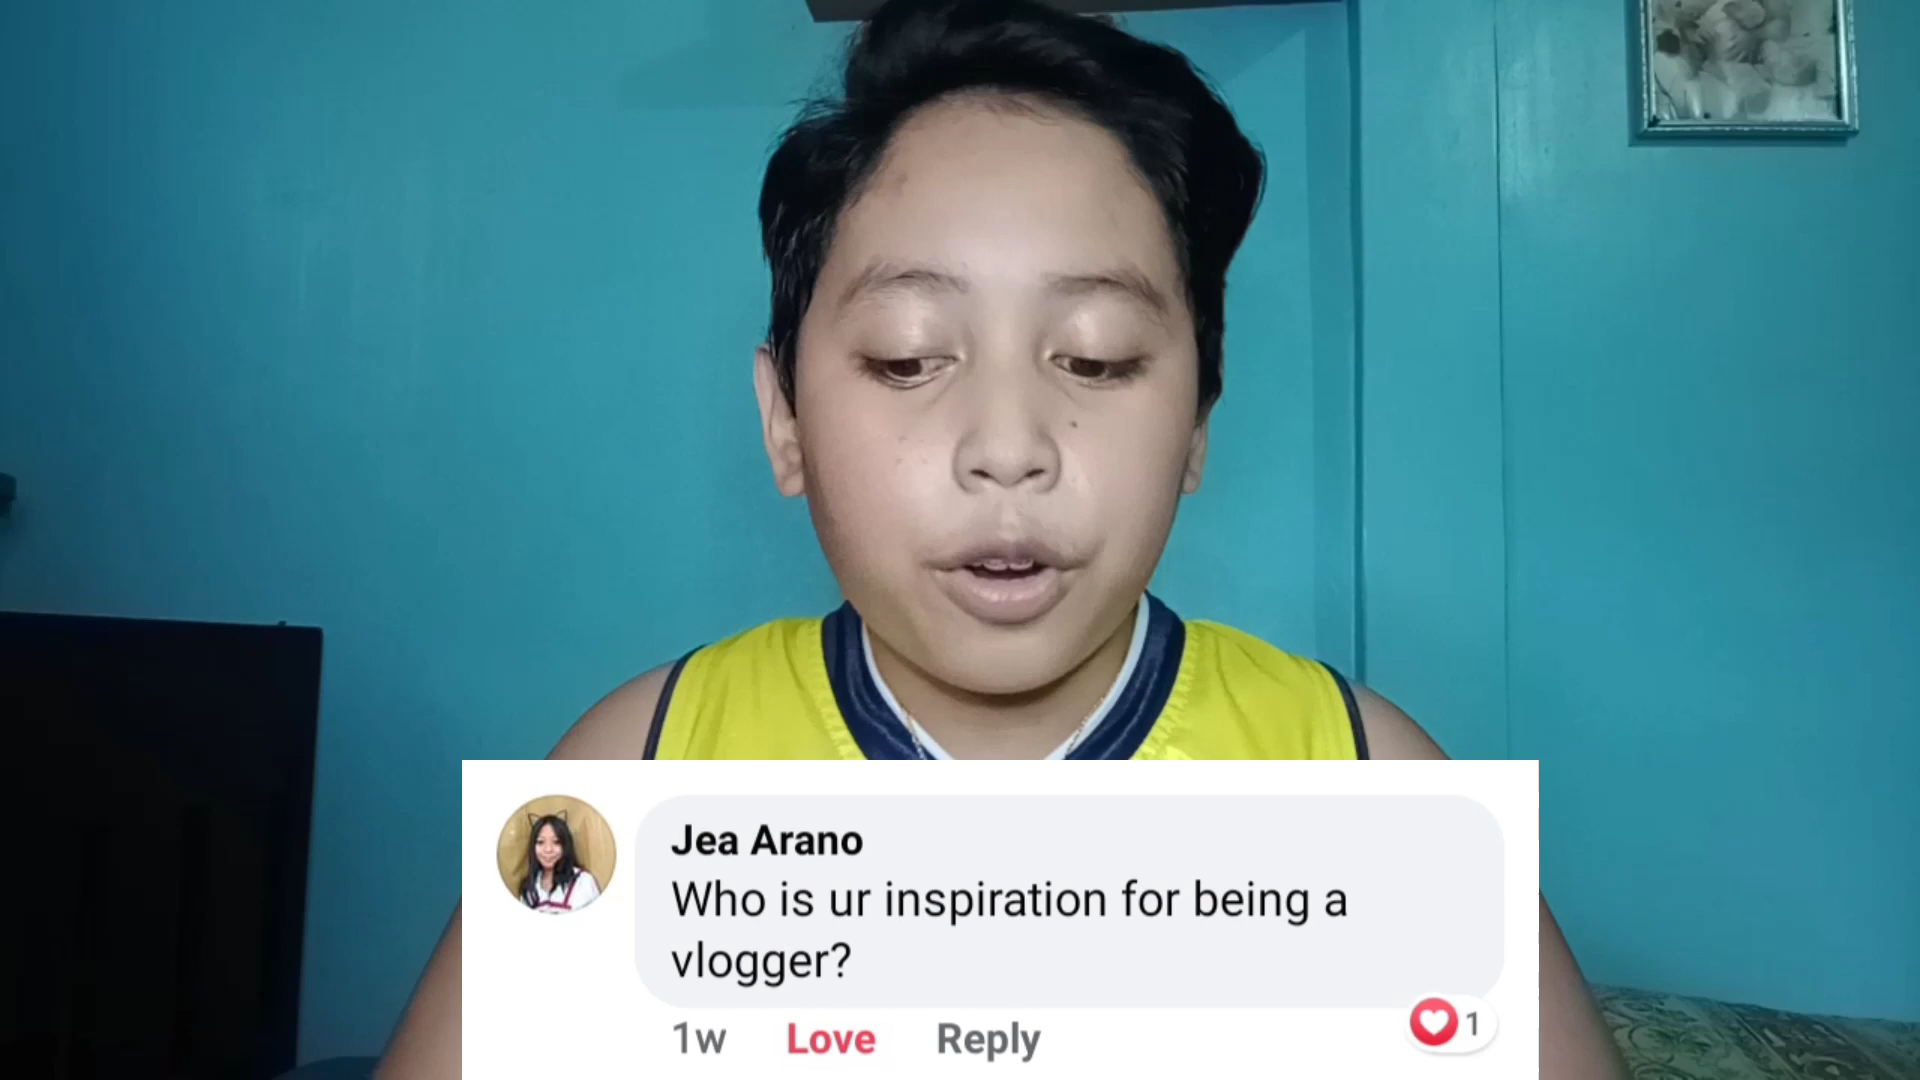 Jea Arano
Who is ur inspiration for being a
vlogger?
1w Love Reply
1